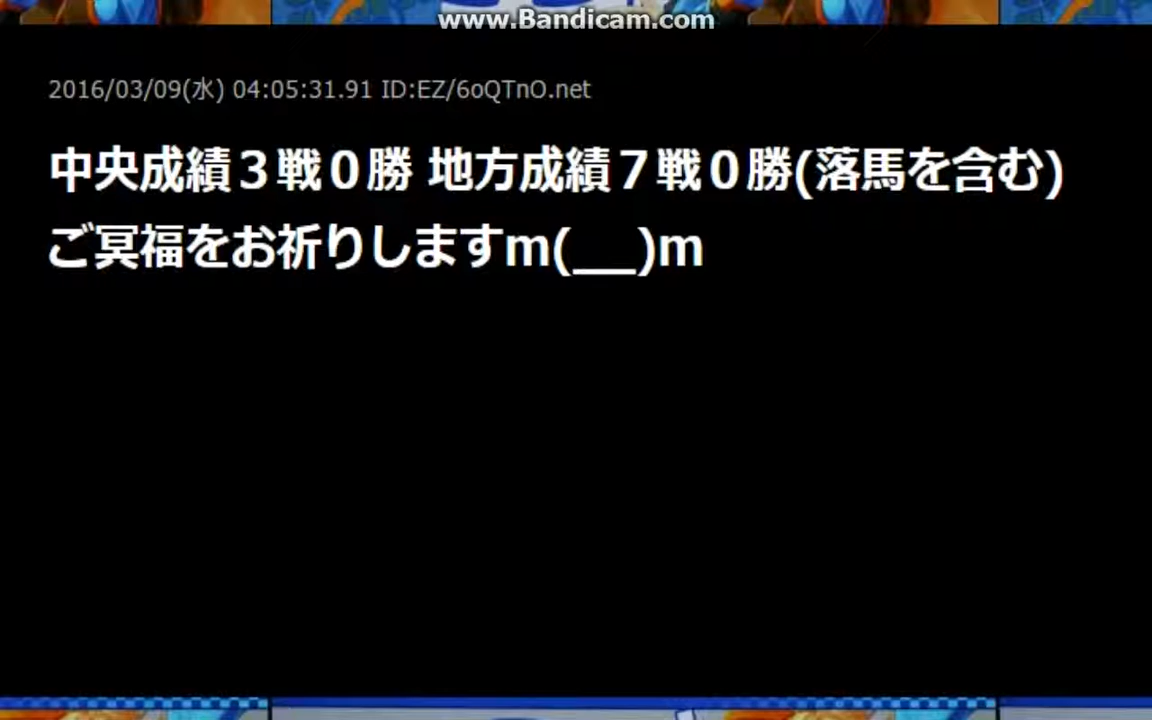 www.Bandicam.com
2016/03/09(水) 04:05:31.91 ID:EZ/6oQTnO.net
中央成績３戦０勝 地方成績７戦０勝(落馬を含む)
ご冥福をお祈りしますm(__)m